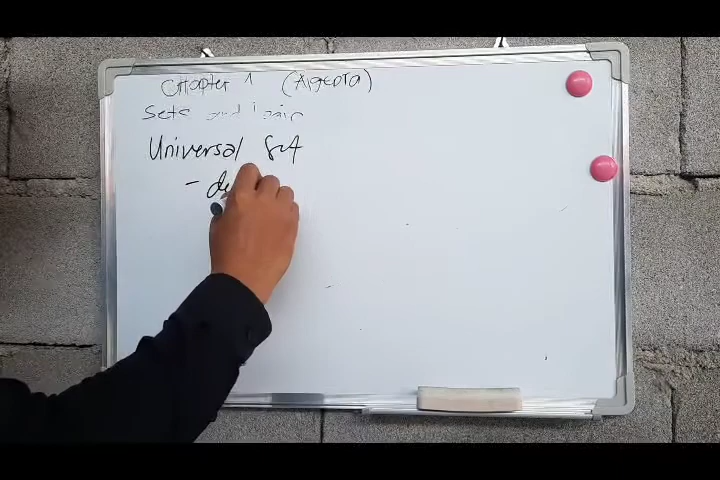 Chapter 1 (Algebra)
Sets and Logic
Universal Set
- de